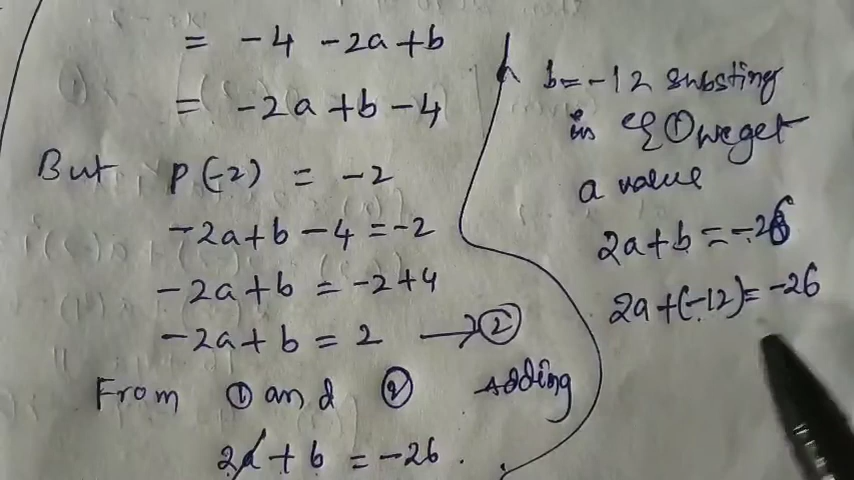 = -4 -2a+b
= -2a+b-4
But P(-2) = -2
-2a+b-4=-2
-2a+b = -2+4
-2a+b = 2 → ②
From ① and ② Adding
2a + b = -26.
b=-12 substing
in Eq ① we get
a value
2a+b = -26
2a+(-12)= -26